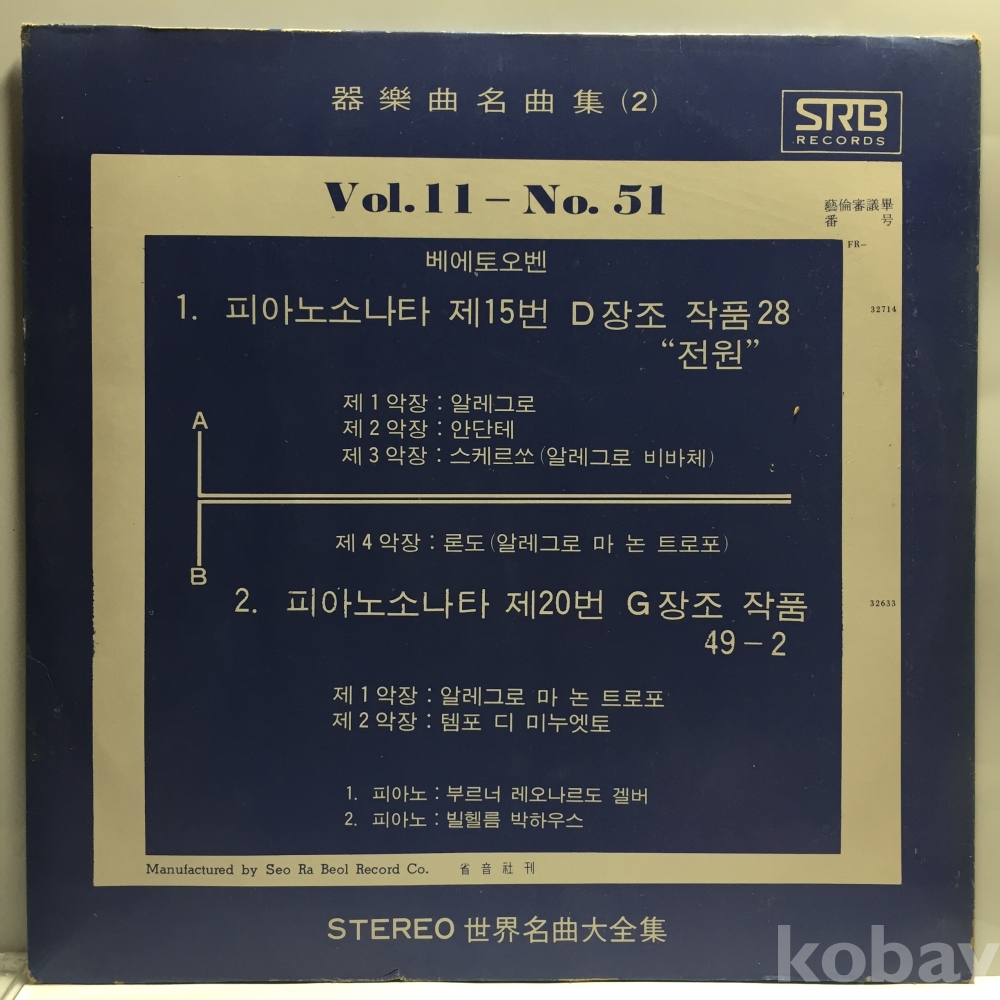 器樂曲名曲集(2)
SRB
RECORDS
Vol.11 – No. 51
藝倫審議畢
番 号
FR–
베에토오벤
1. 피아노소나타 제15번 D장조 작품28
“전원”
32714
제1악장 : 알레그로
제2악장 : 안단테
제3악장 : 스케르쏘(알레그로 비바체)
A
B
제4악장 : 론도(알레그로 마 논 트로포)
2. 피아노소나타 제20번 G장조 작품
49–2
32633
제1악장 : 알레그로 마 논 트로포
제2악장 : 템포 디 미누엣토
1. 피아노 : 부르너 레오나르도 겔버
2. 피아노 : 빌헬름 박하우스
Manufactured by Seo Ra Beol Record Co. 省音社刊
STEREO 世界名曲大全集
kobay